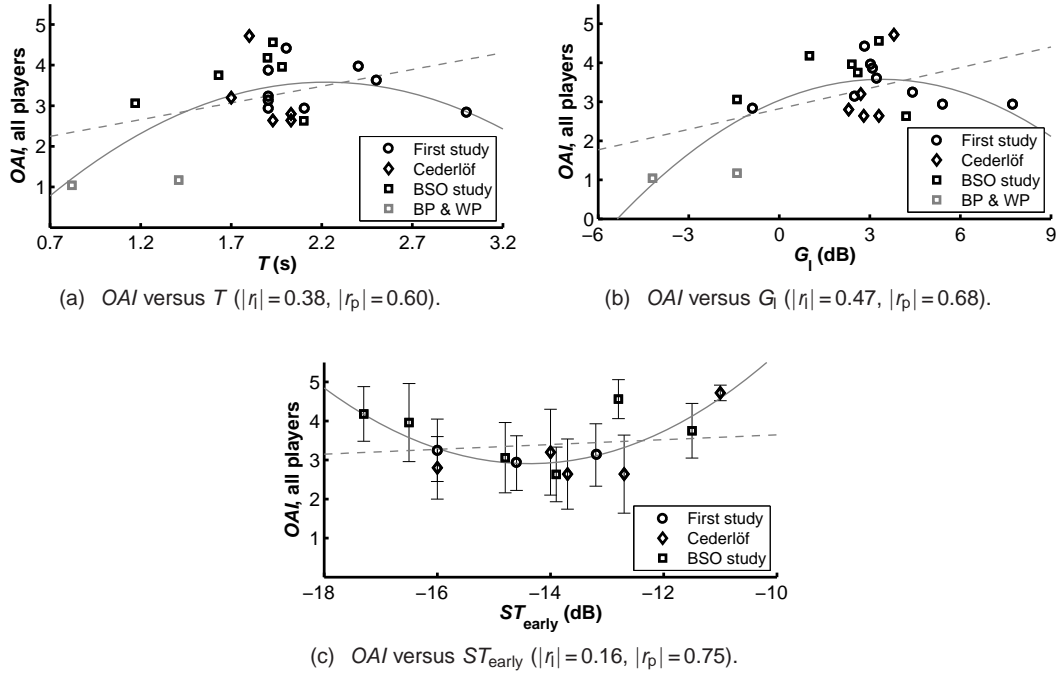 OAI, all players
5
4
3
2
1
0.7 1.2 1.7 2.2 2.7 3.2
T (s)
First study
Cederlöf
BSO study
BP & WP
(a) OAI versus T (|rl| = 0.38, |rp| = 0.60).
OAI, all players
5
4
3
2
1
0
−6 −3 0 3 6 9
Gl (dB)
First study
Cederlöf
BSO study
BP & WP
(b) OAI versus Gl (|rl| = 0.47, |rp| = 0.68).
OAI, all players
5
4
3
2
1
−18 −16 −14 −12 −10
STearly (dB)
First study
Cederlöf
BSO study
(c) OAI versus STearly (|rl| = 0.16, |rp| = 0.75).